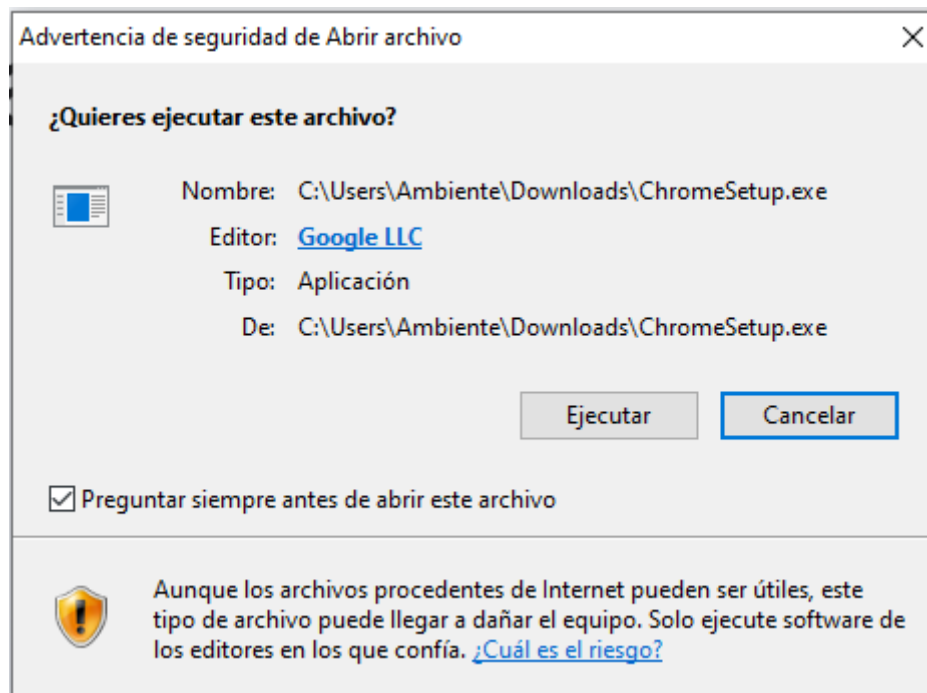 Advertencia de seguridad de Abrir archivo
¿Quieres ejecutar este archivo?
Nombre: C:\Users\Ambiente\Downloads\ChromeSetup.exe
Editor: Google LLC
Tipo: Aplicación
De: C:\Users\Ambiente\Downloads\ChromeSetup.exe
Ejecutar Cancelar
Preguntar siempre antes de abrir este archivo
Aunque los archivos procedentes de Internet pueden ser útiles, este
tipo de archivo puede llegar a dañar el equipo. Solo ejecute software de
los editores en los que confía. ¿Cuál es el riesgo?